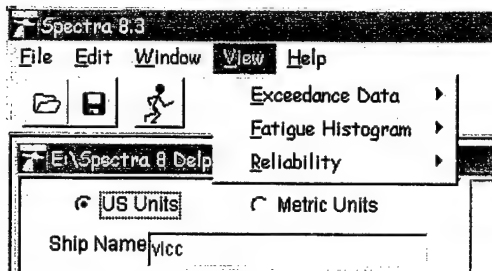 Spectra 8.3
File Edit Window View Help
Exceedance Data
Fatigue Histogram
Reliability
E:\Spectra 8 Delp
US Units Metric Units
Ship Name vlcc